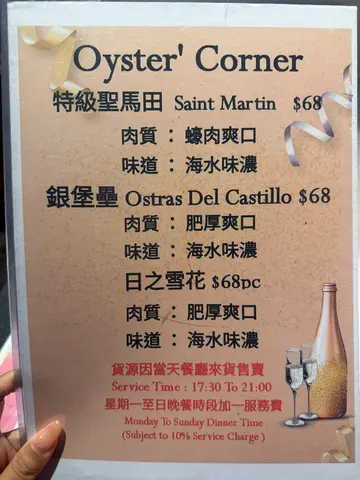 Oyster' Corner
特級聖馬田 Saint Martin $68
肉質 : 蠔肉爽口
味道 : 海水味濃
銀堡壘 Ostras Del Castillo $68
肉質 : 肥厚爽口
味道 : 海水味濃
日之雪花 $68pc
肉質 : 肥厚爽口
味道 : 海水味濃
貨源因當天餐廳來貨售賣
Service Time : 17:30 To 21:00
星期一至日晚餐時段加一服務費
Monday To Sunday Dinner Time
(Subject to 10% Service Charge )